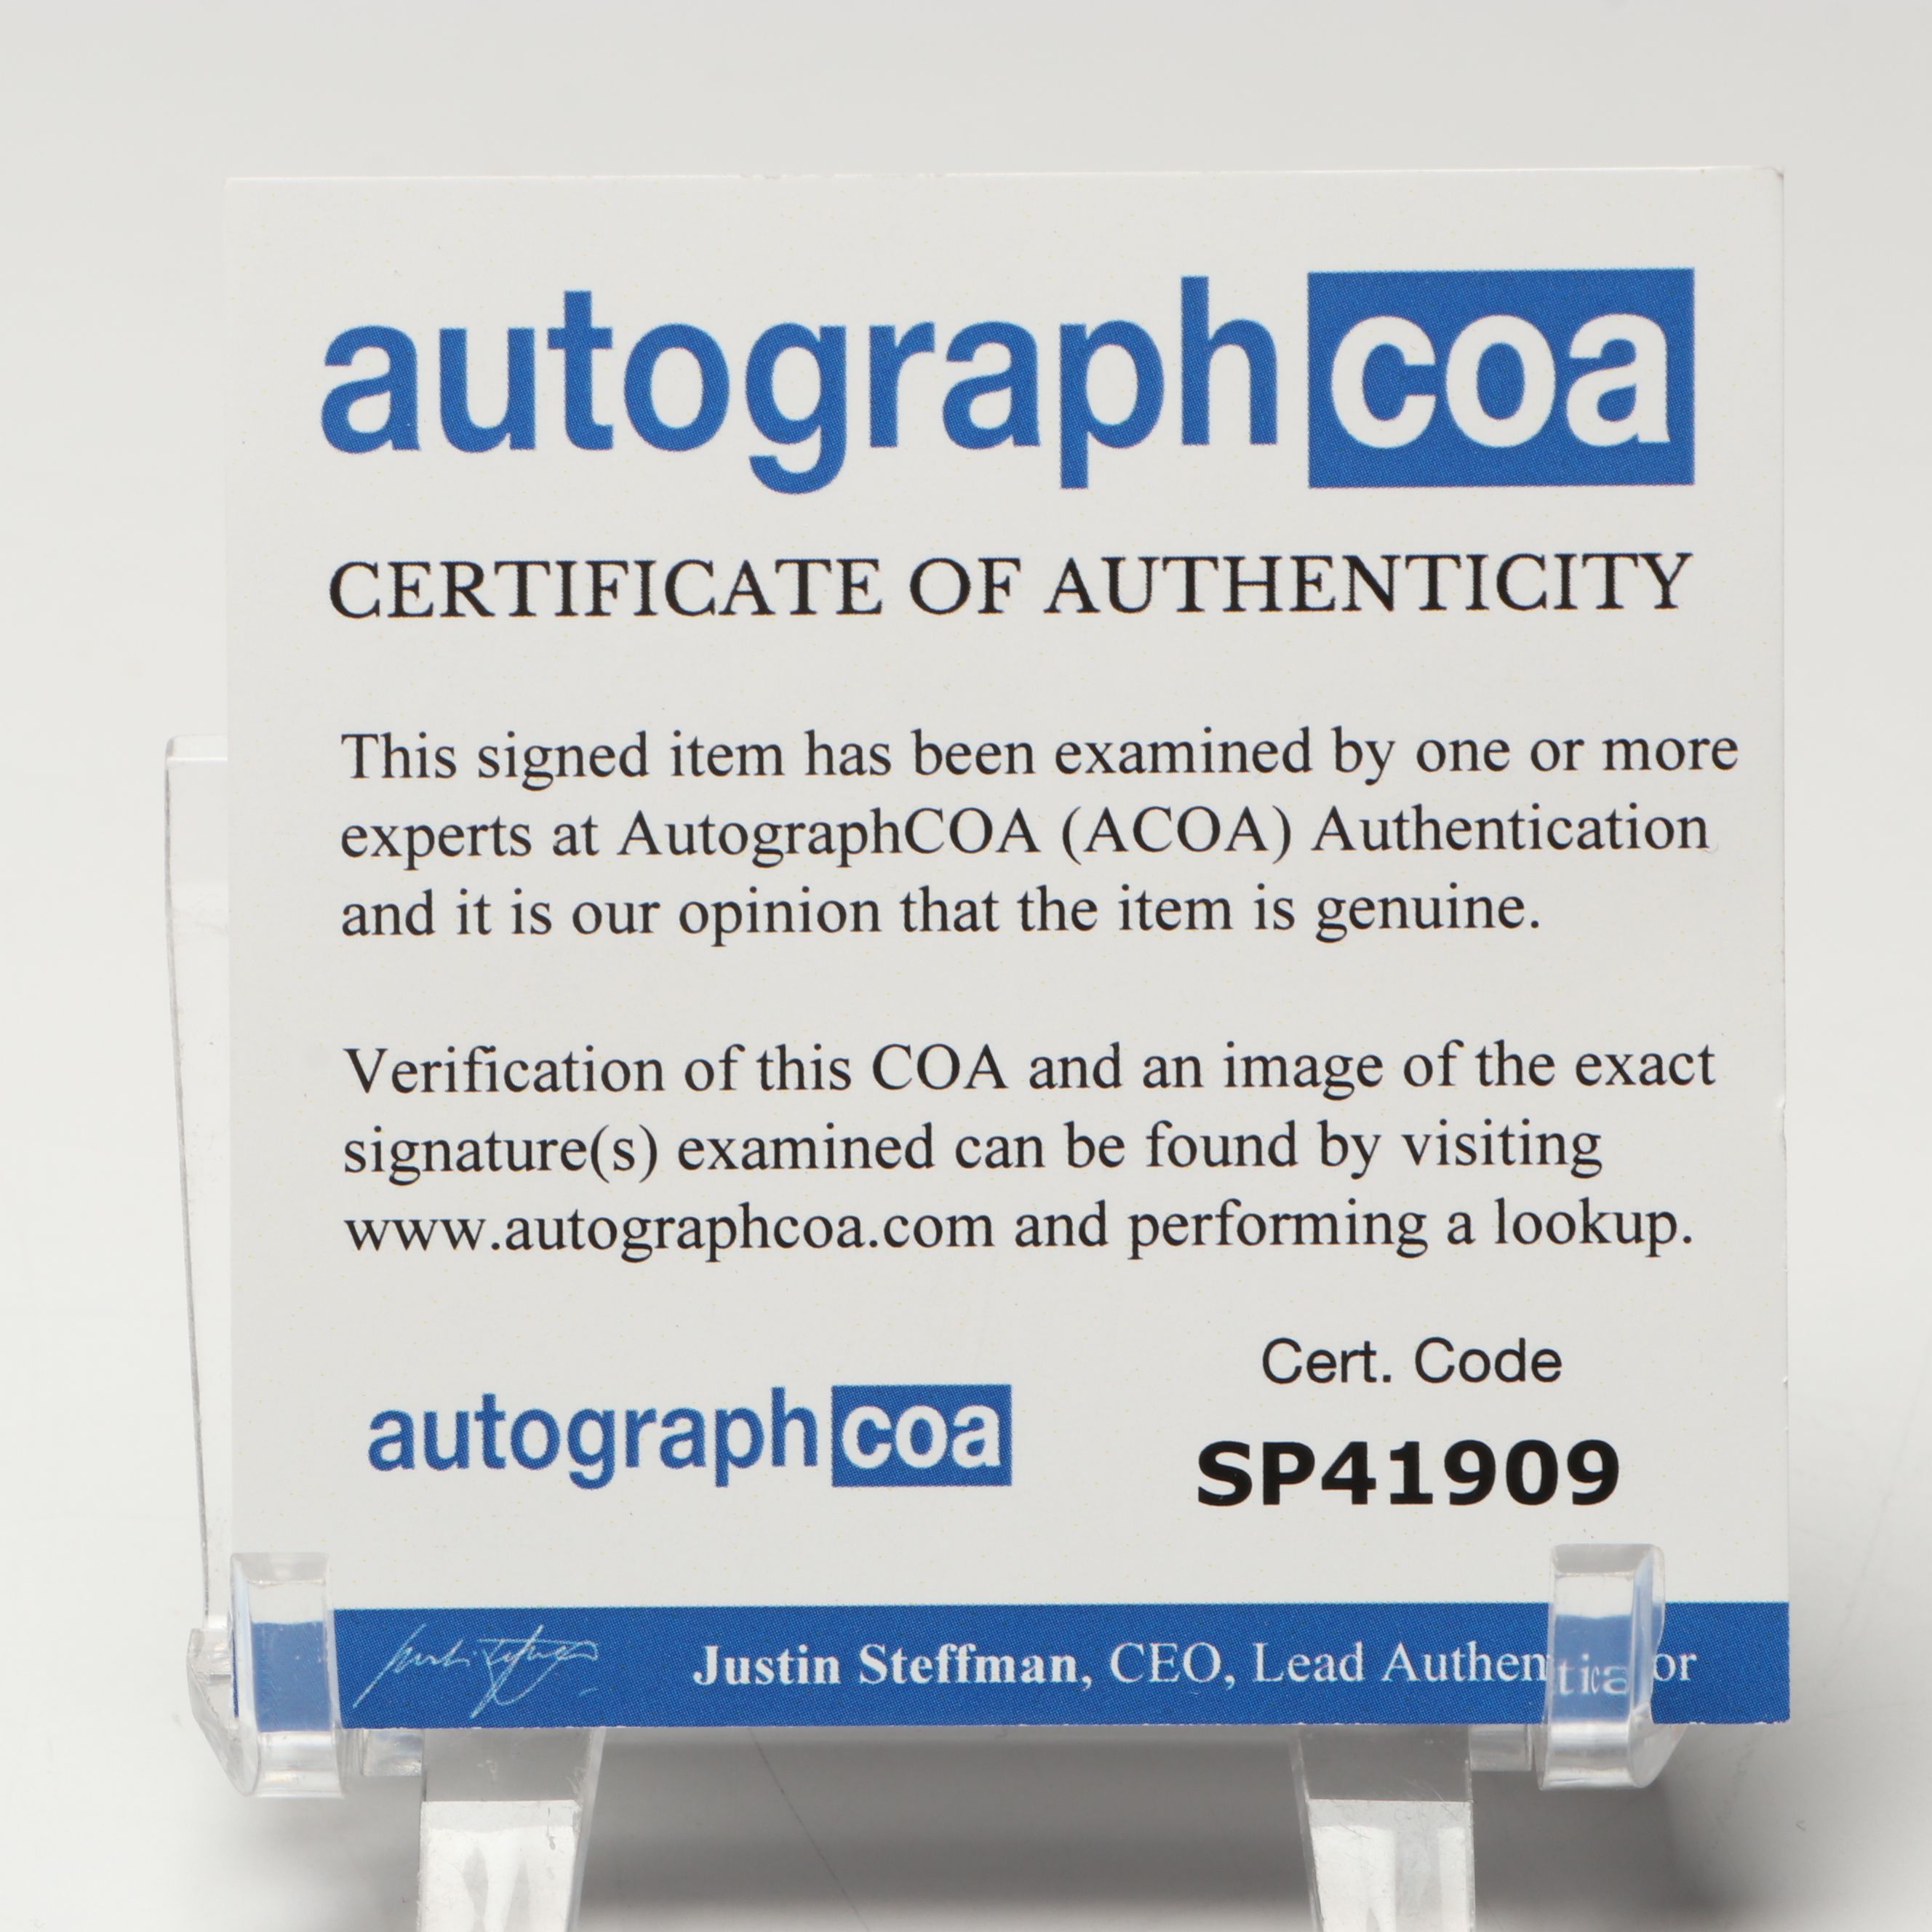 autographcoa
CERTIFICATE OF AUTHENTICITY
This signed item has been examined by one or more
experts at AutographCOA (ACOA) Authentication
and it is our opinion that the item is genuine.
Verification of this COA and an image of the exact
signature(s) examined can be found by visiting
www.autographcoa.com and performing a lookup.
Cert. Code
autographcoa
SP41909
Justin Steffman, CEO, Lead Authenticator